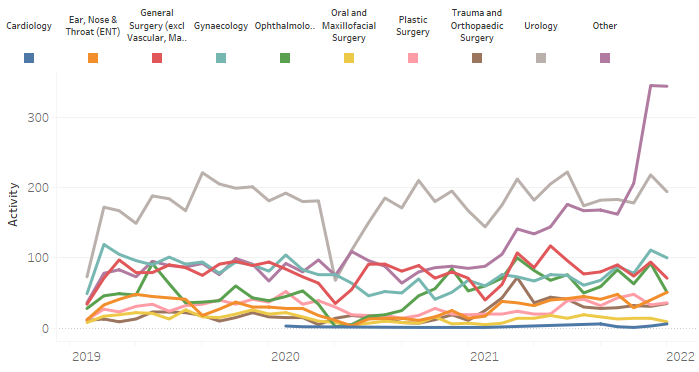 Cardiology
Ear, Nose &
Throat (ENT)
General
Surgery (excl
Vascular, Ma..
Gynaecology
Ophthalmolo..
Oral and
Maxillofacial
Surgery
Plastic
Surgery
Trauma and
Orthopaedic
Surgery
Urology
Other
Activity
300
200
100
0
2019
2020
2021
2022